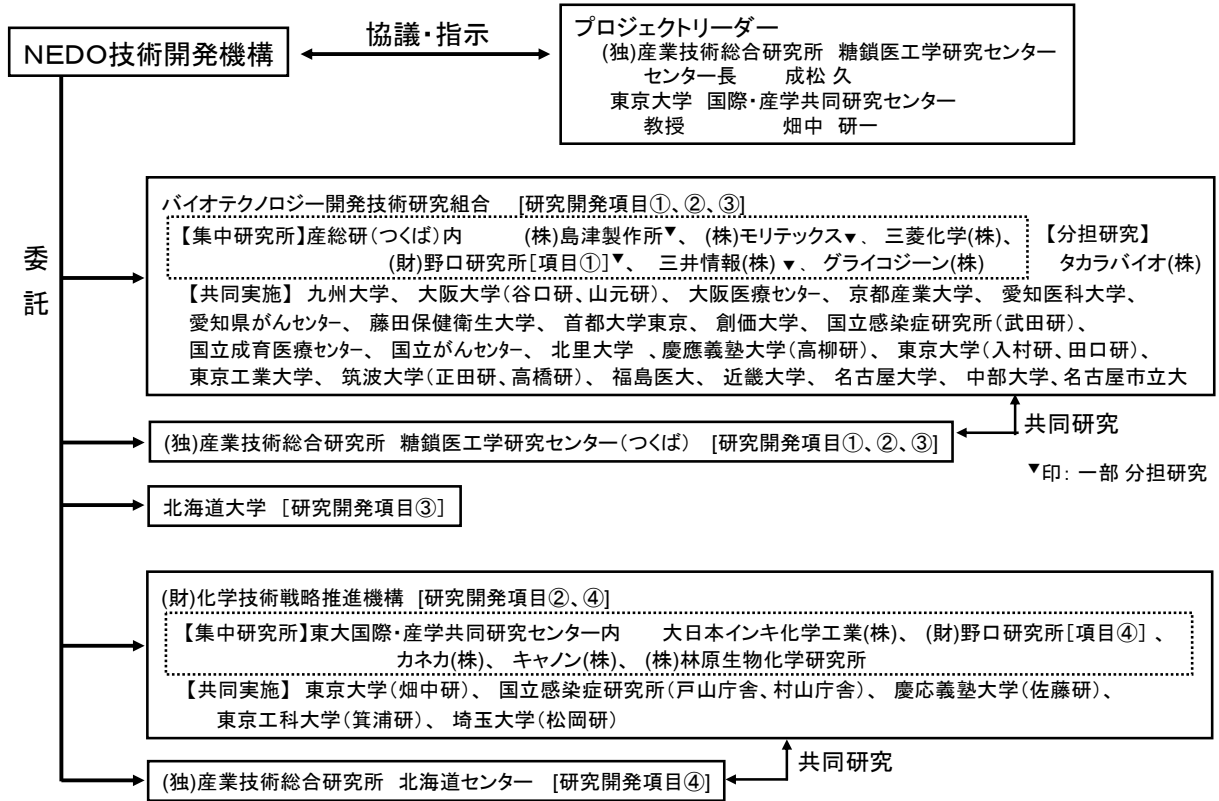 NEDO技術開発機構
協議・指示
プロジェクトリーダー
(独)産業技術総合研究所 糖鎖医工学研究センター
センター長 成松 久
東京大学 国際・産学共同研究センター
教授 畑中 研一
委託
バイオテクノロジー開発技術研究組合 [研究開発項目①、②、③]
【集中研究所】産総研(つくば)内 (株)島津製作所▼、 (株)モリテックス▼、 三菱化学(株)、
(財)野口研究所[項目①]▼、 三井情報(株)▼、 グライコジーン(株)
【分担研究】
タカラバイオ(株)
【共同実施】 九州大学、 大阪大学(谷口研、山元研)、 大阪医療センター、 京都産業大学、 愛知医科大学、
愛知県がんセンター、 藤田保健衛生大学、 首都大学東京、 創価大学、 国立感染症研究所(武田研)、
国立成育医療センター、 国立がんセンター、 北里大学 、慶應義塾大学(高柳研)、 東京大学(入村研、田口研)、
東京工業大学、 筑波大学(正田研、高橋研)、 福島医大、 近畿大学、 名古屋大学、 中部大学、名古屋市立大
共同研究
(独)産業技術総合研究所 糖鎖医工学研究センター(つくば) [研究開発項目①、②、③]
▼印: 一部 分担研究
北海道大学 [研究開発項目③]
(財)化学技術戦略推進機構 [研究開発項目②、④]
【集中研究所】東大国際・産学共同研究センター内 大日本インキ化学工業(株)、 (財)野口研究所[項目④] 、
カネカ(株)、 キャノン(株)、 (株)林原生物化学研究所
【共同実施】 東京大学(畑中研)、 国立感染症研究所(戸山庁舎、村山庁舎)、 慶応義塾大学(佐藤研)、
東京工科大学(箕浦研)、 埼玉大学(松岡研)
共同研究
(独)産業技術総合研究所 北海道センター [研究開発項目④]